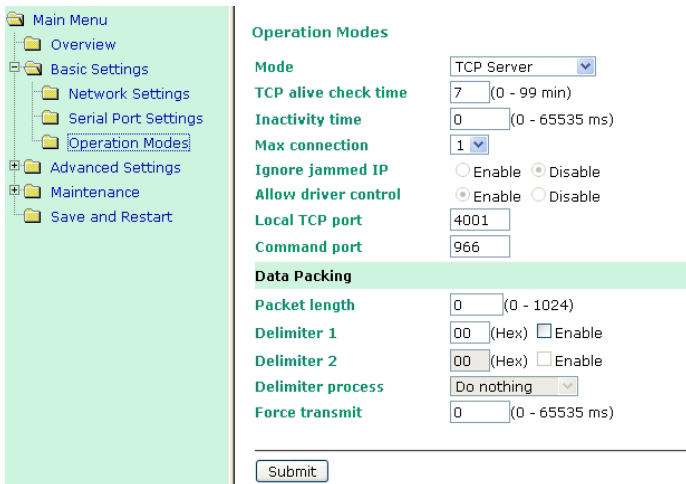 Main Menu
Overview
Basic Settings
Network Settings
Serial Port Settings
Operation Modes
Advanced Settings
Maintenance
Save and Restart
Operation Modes
Mode TCP Server
TCP alive check time 7 (0 - 99 min)
Inactivity time 0 (0 - 65535 ms)
Max connection 1
Ignore jammed IP Enable Disable
Allow driver control Enable Disable
Local TCP port 4001
Command port 966
Data Packing
Packet length 0 (0 - 1024)
Delimiter 1 00 (Hex) Enable
Delimiter 2 00 (Hex) Enable
Delimiter process Do nothing
Force transmit 0 (0 - 65535 ms)
Submit